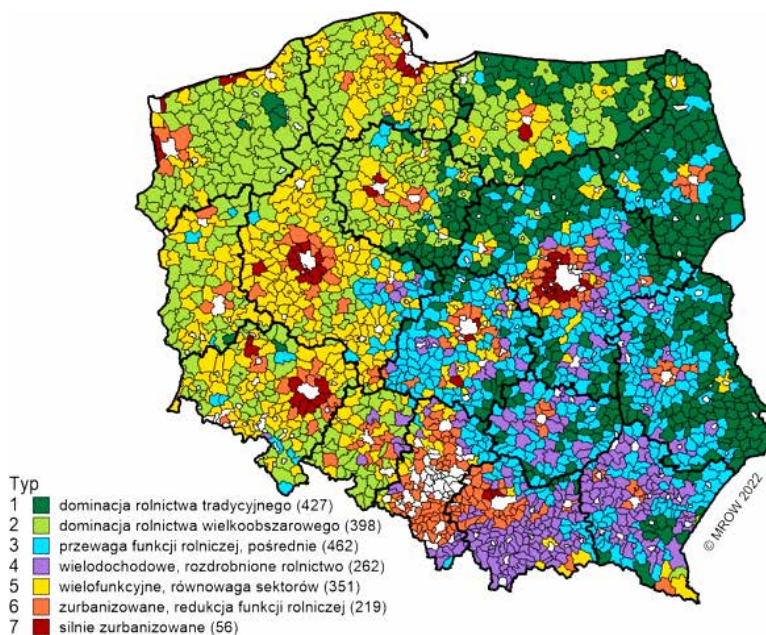 Typ
1 dominacja rolnictwa tradycyjnego (427)
2 dominacja rolnictwa wielkoobszarowego (398)
3 przewaga funkcji rolniczej, pośrednie (462)
4 wielodochodowe, rozdrobnione rolnictwo (262)
5 wielofunkcyjne, równowaga sektorów (351)
6 zurbanizowane, redukcja funkcji rolniczej (219)
7 silnie zurbanizowane (56)
© MROW 2022